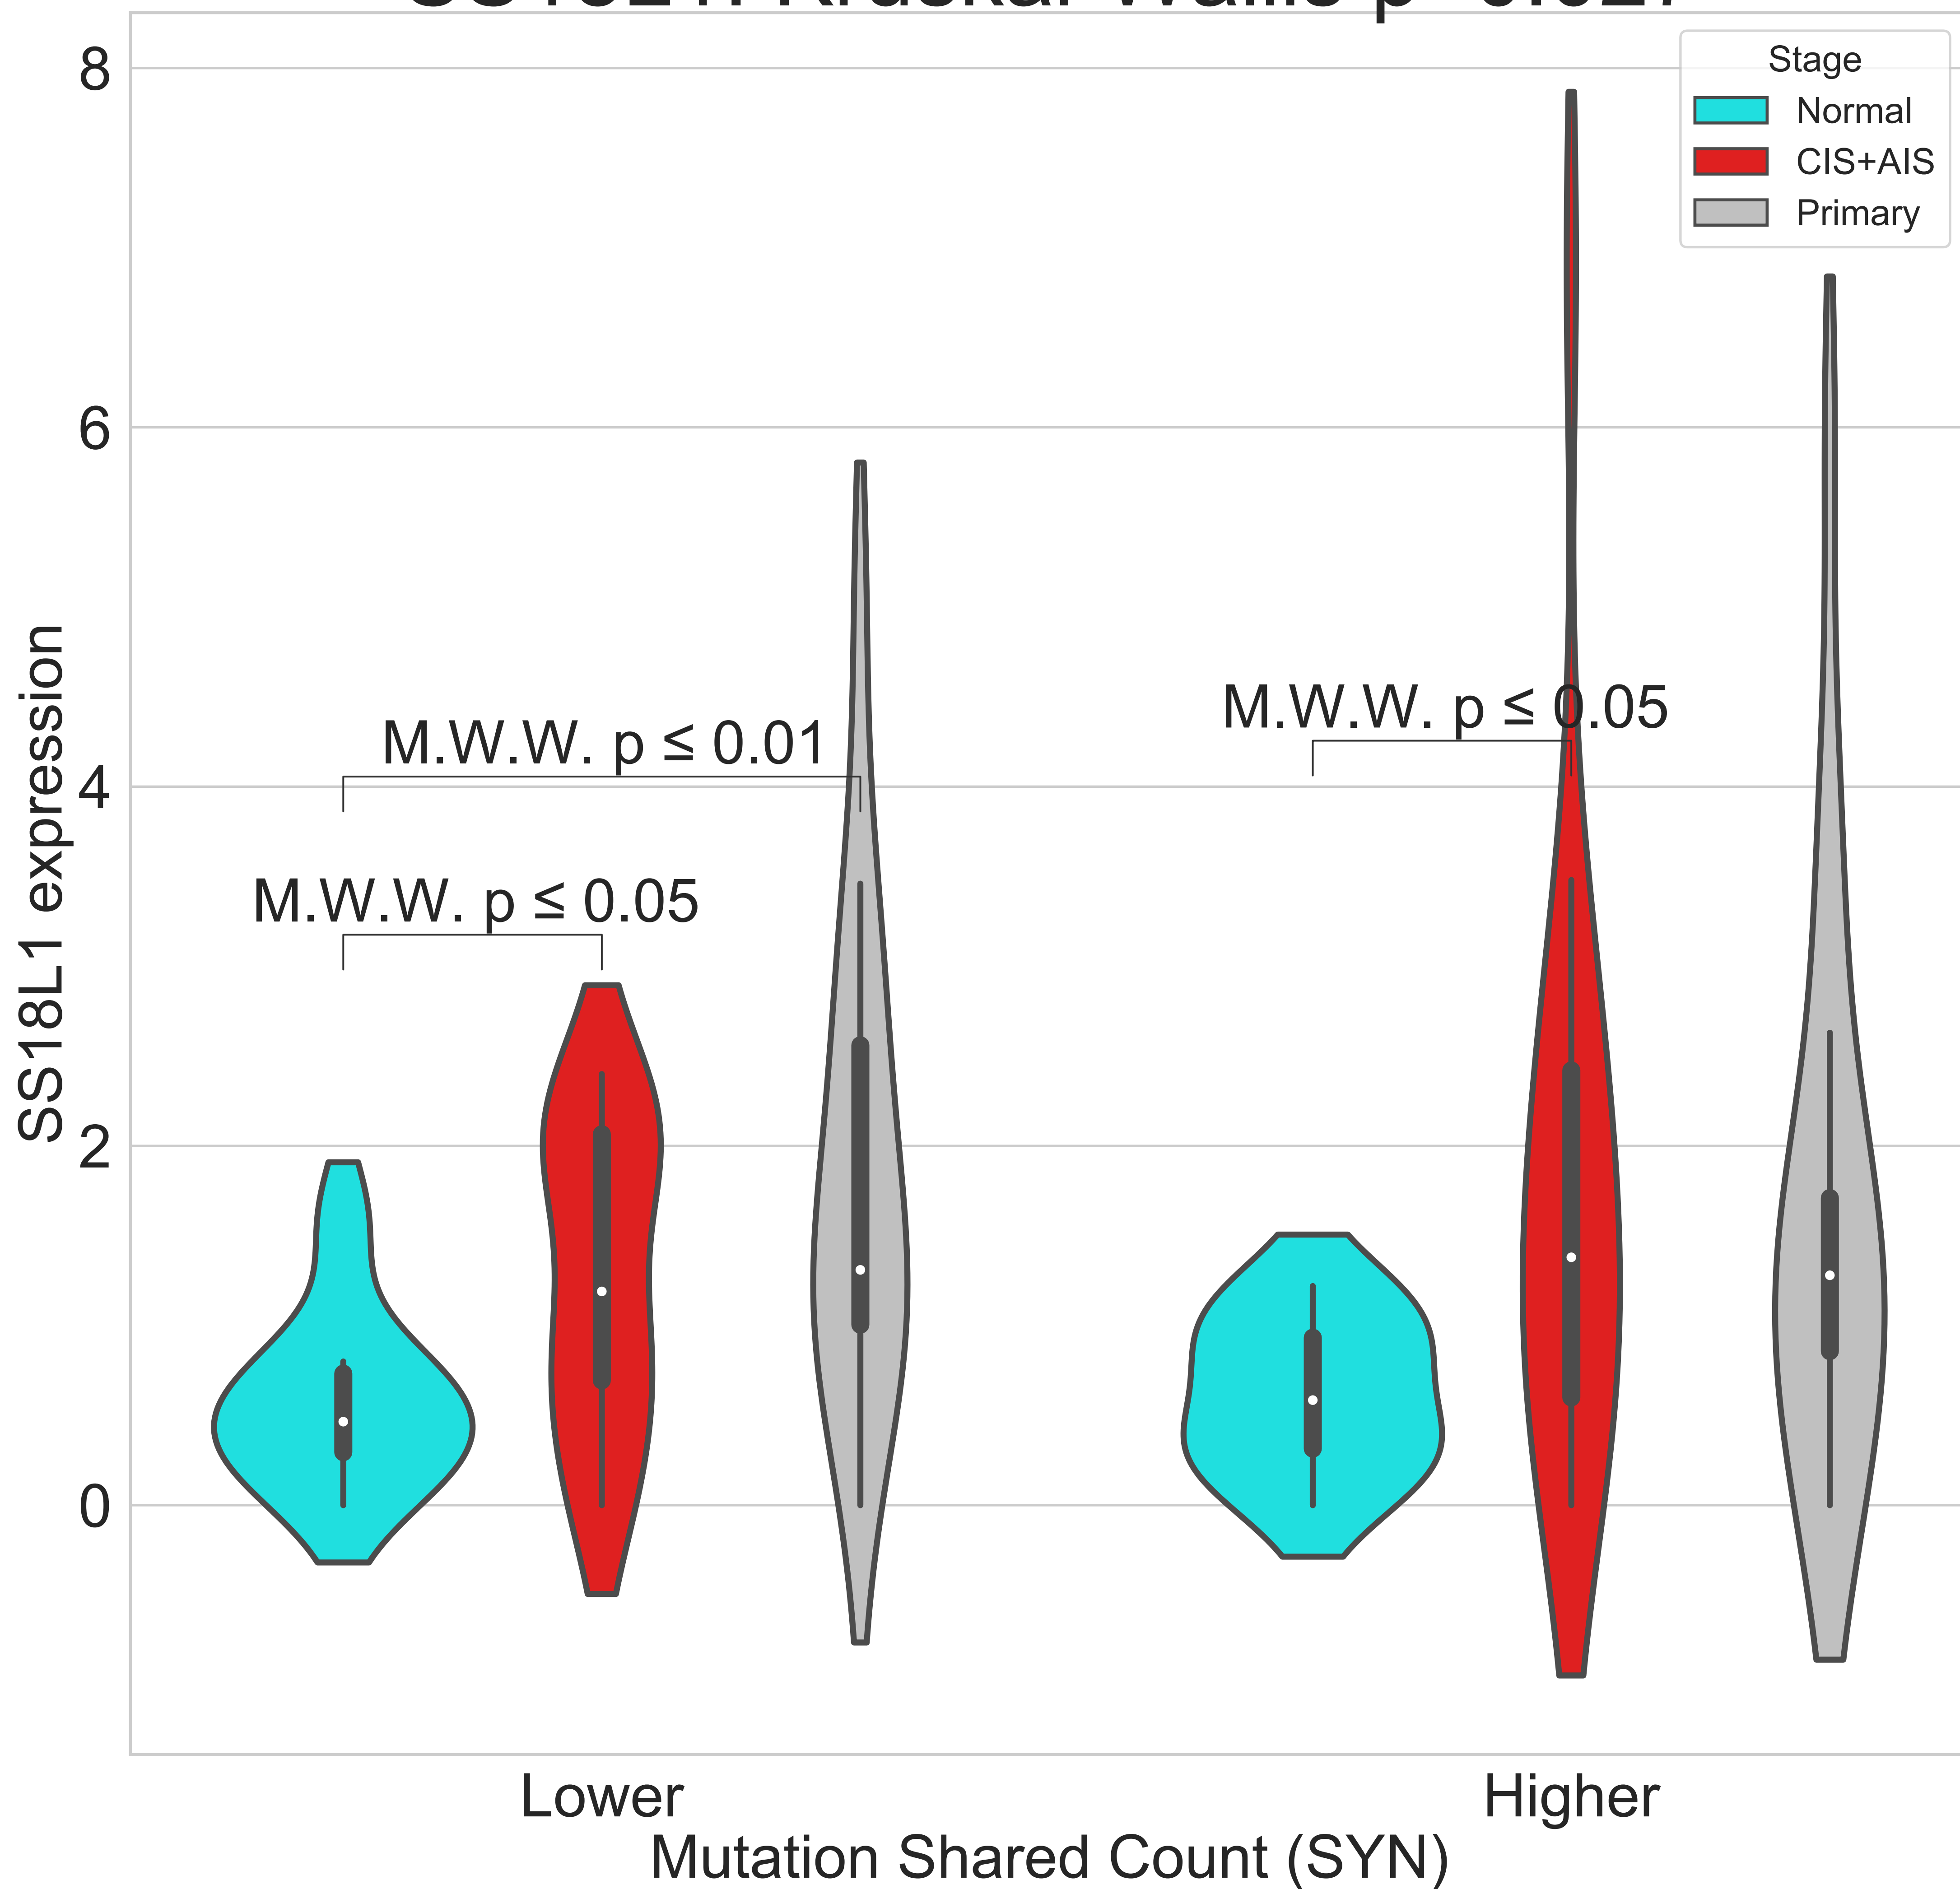 8
6
4
2
0
SS18L1 expression
Stage
Normal
CIS+AIS
Primary
M.W.W. p ≤ 0.01
M.W.W. p ≤ 0.05
M.W.W. p ≤ 0.05
Lower
Higher
Mutation Shared Count (SYN)